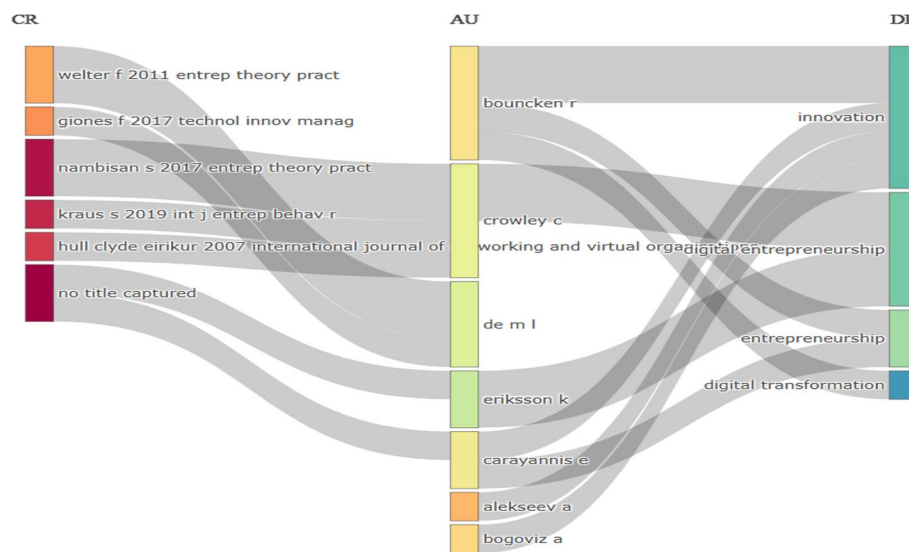 CR
AU
DE
welter f 2011 entrep theory pract
giones f 2017 technol innov manag
nambisan s 2017 entrep theory pract
kraus s 2019 int j entrep behav r
hull clyde eirikur 2007 international journal of working and virtual
no title captured
bouncken r
crowley c
de m l
eriksson k
carayannis e
alekseev a
bogoviz a
innovation
digital entrepreneurship
entrepreneurship
digital transformation